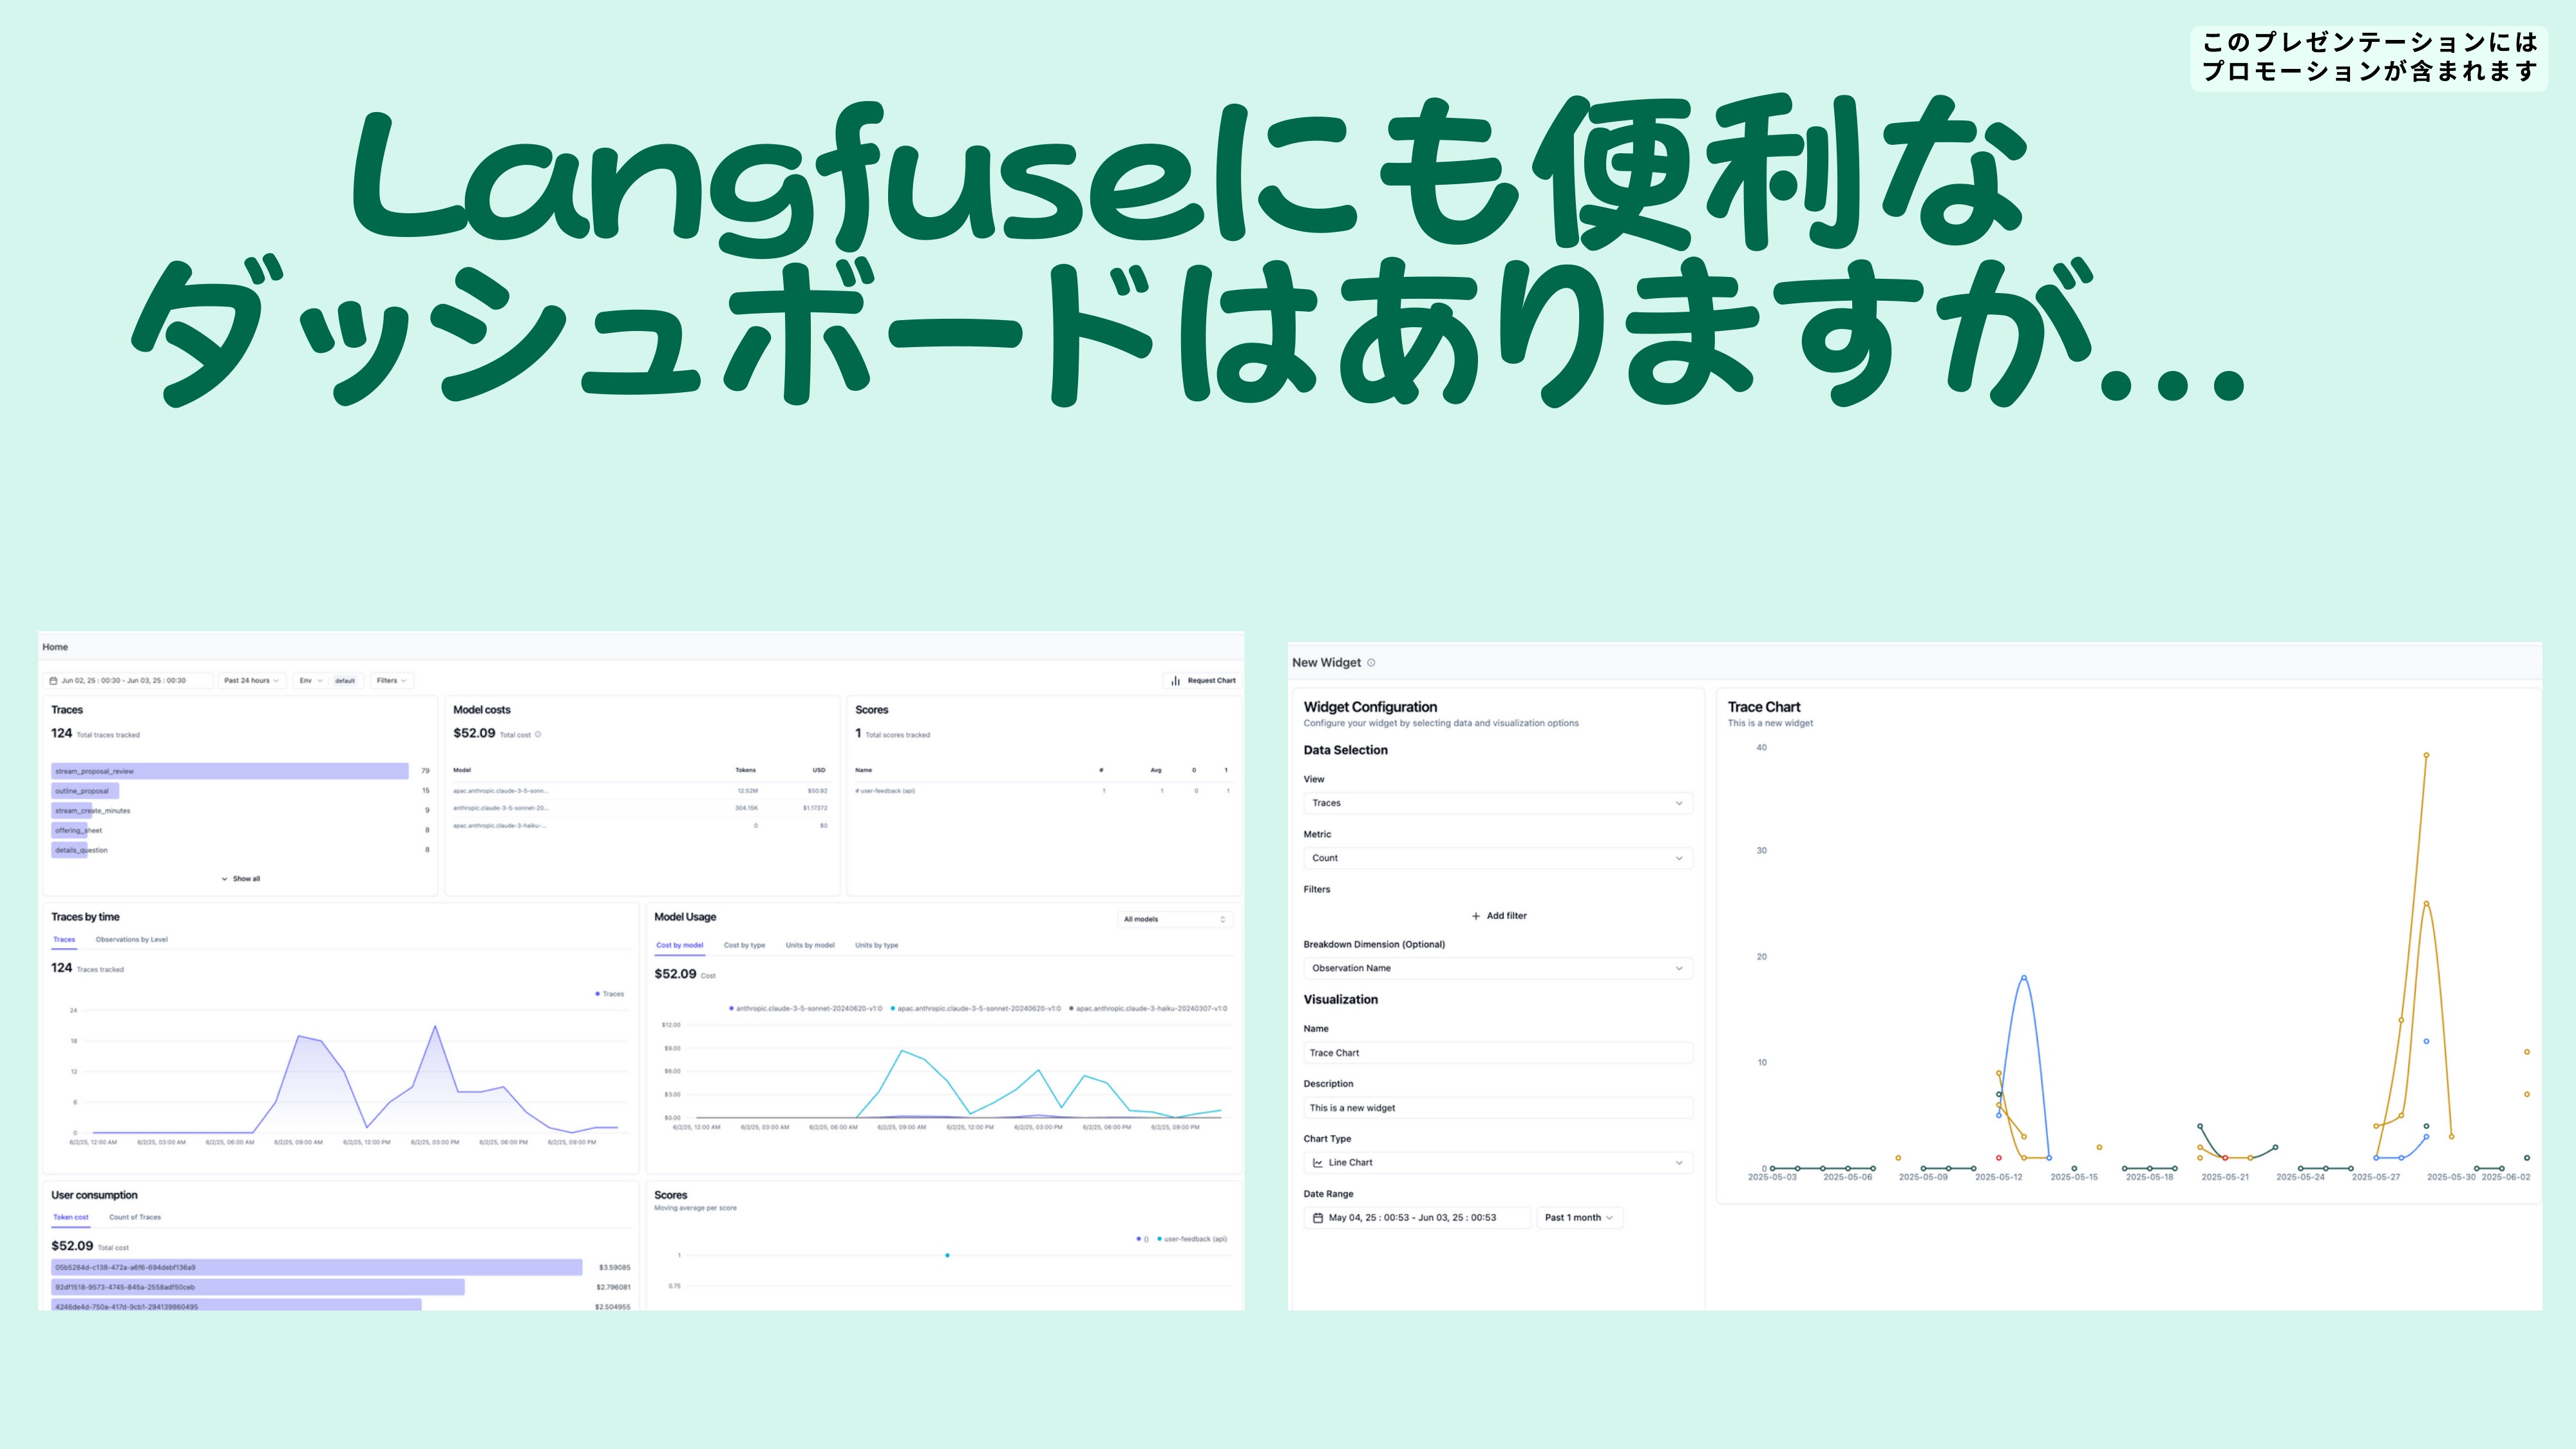 このプレゼンテーションには
プロモーションが含まれます
Langfuseにも便利な
ダッシュボードはありますが...
Home
Jun 02, 25 : 00:30 - Jun 03, 25 : 00:30 Past 24 hours Env default Filters Request Chart
Traces
124 Total traces tracked
stream_proposal_review 79
outline_proposal 15
stream_create_minutes 9
offering_sheet 8
details_question 8
Show all
Model costs
$52.09 Total cost
Model Tokens USD
apac.anthropic.claude-3-5-sonn... 12.52M $50.92
anthropic.claude-3-5-sonnet-20... 304.15K $1.17372
apac.anthropic.claude-3-haiku-... 0 $0
Scores
1 Total scores tracked
Name # Avg 0 1
# user-feedback (api) 1 1 0 1
Traces by time
Traces Observations by Level
124 Traces tracked
Traces
24
18
12
6
0
6/2/25, 12:00 AM 6/2/25, 03:00 AM 6/2/25, 06:00 AM 6/2/25, 09:00 AM 6/2/25, 12:00 PM 6/2/25, 03:00 PM 6/2/25, 06:00 PM 6/2/25, 09:00 PM
Model Usage All models
Cost by model Cost by type Units by model Units by type
$52.09 Cost
anthropic.claude-3-5-sonnet-20240620-v1:0 apac.anthropic.claude-3-5-sonnet-20240620-v1:0 apac.anthropic.claude-3-haiku-20240307-v1:0
$12.00
$9.00
$6.00
$3.00
$0.00
6/2/25, 12:00 AM 6/2/25, 03:00 AM 6/2/25, 06:00 AM 6/2/25, 09:00 AM 6/2/25, 12:00 PM 6/2/25, 03:00 PM 6/2/25, 06:00 PM 6/2/25, 09:00 PM
User consumption
Token cost Count of Traces
$52.09 Total cost
05b5284d-c138-472a-a6f6-694debf136a9 $3.59085
92df1518-9573-4745-845a-2558adf50ceb $2.796081
4246de4d-750a-417d-9cb1-294139860495 $2.504955
Scores
Moving average per score
() user-feedback (api)
1
0.75
New Widget
Widget Configuration
Configure your widget by selecting data and visualization options
Data Selection
View
Traces
Metric
Count
Filters
+ Add filter
Breakdown Dimension (Optional)
Observation Name
Visualization
Name
Trace Chart
Description
This is a new widget
Chart Type
Line Chart
Date Range
May 04, 25 : 00:53 - Jun 03, 25 : 00:53 Past 1 month
Trace Chart
This is a new widget
40
30
20
10
0
2025-05-03 2025-05-06 2025-05-09 2025-05-12 2025-05-15 2025-05-18 2025-05-21 2025-05-24 2025-05-27 2025-05-30 2025-06-02